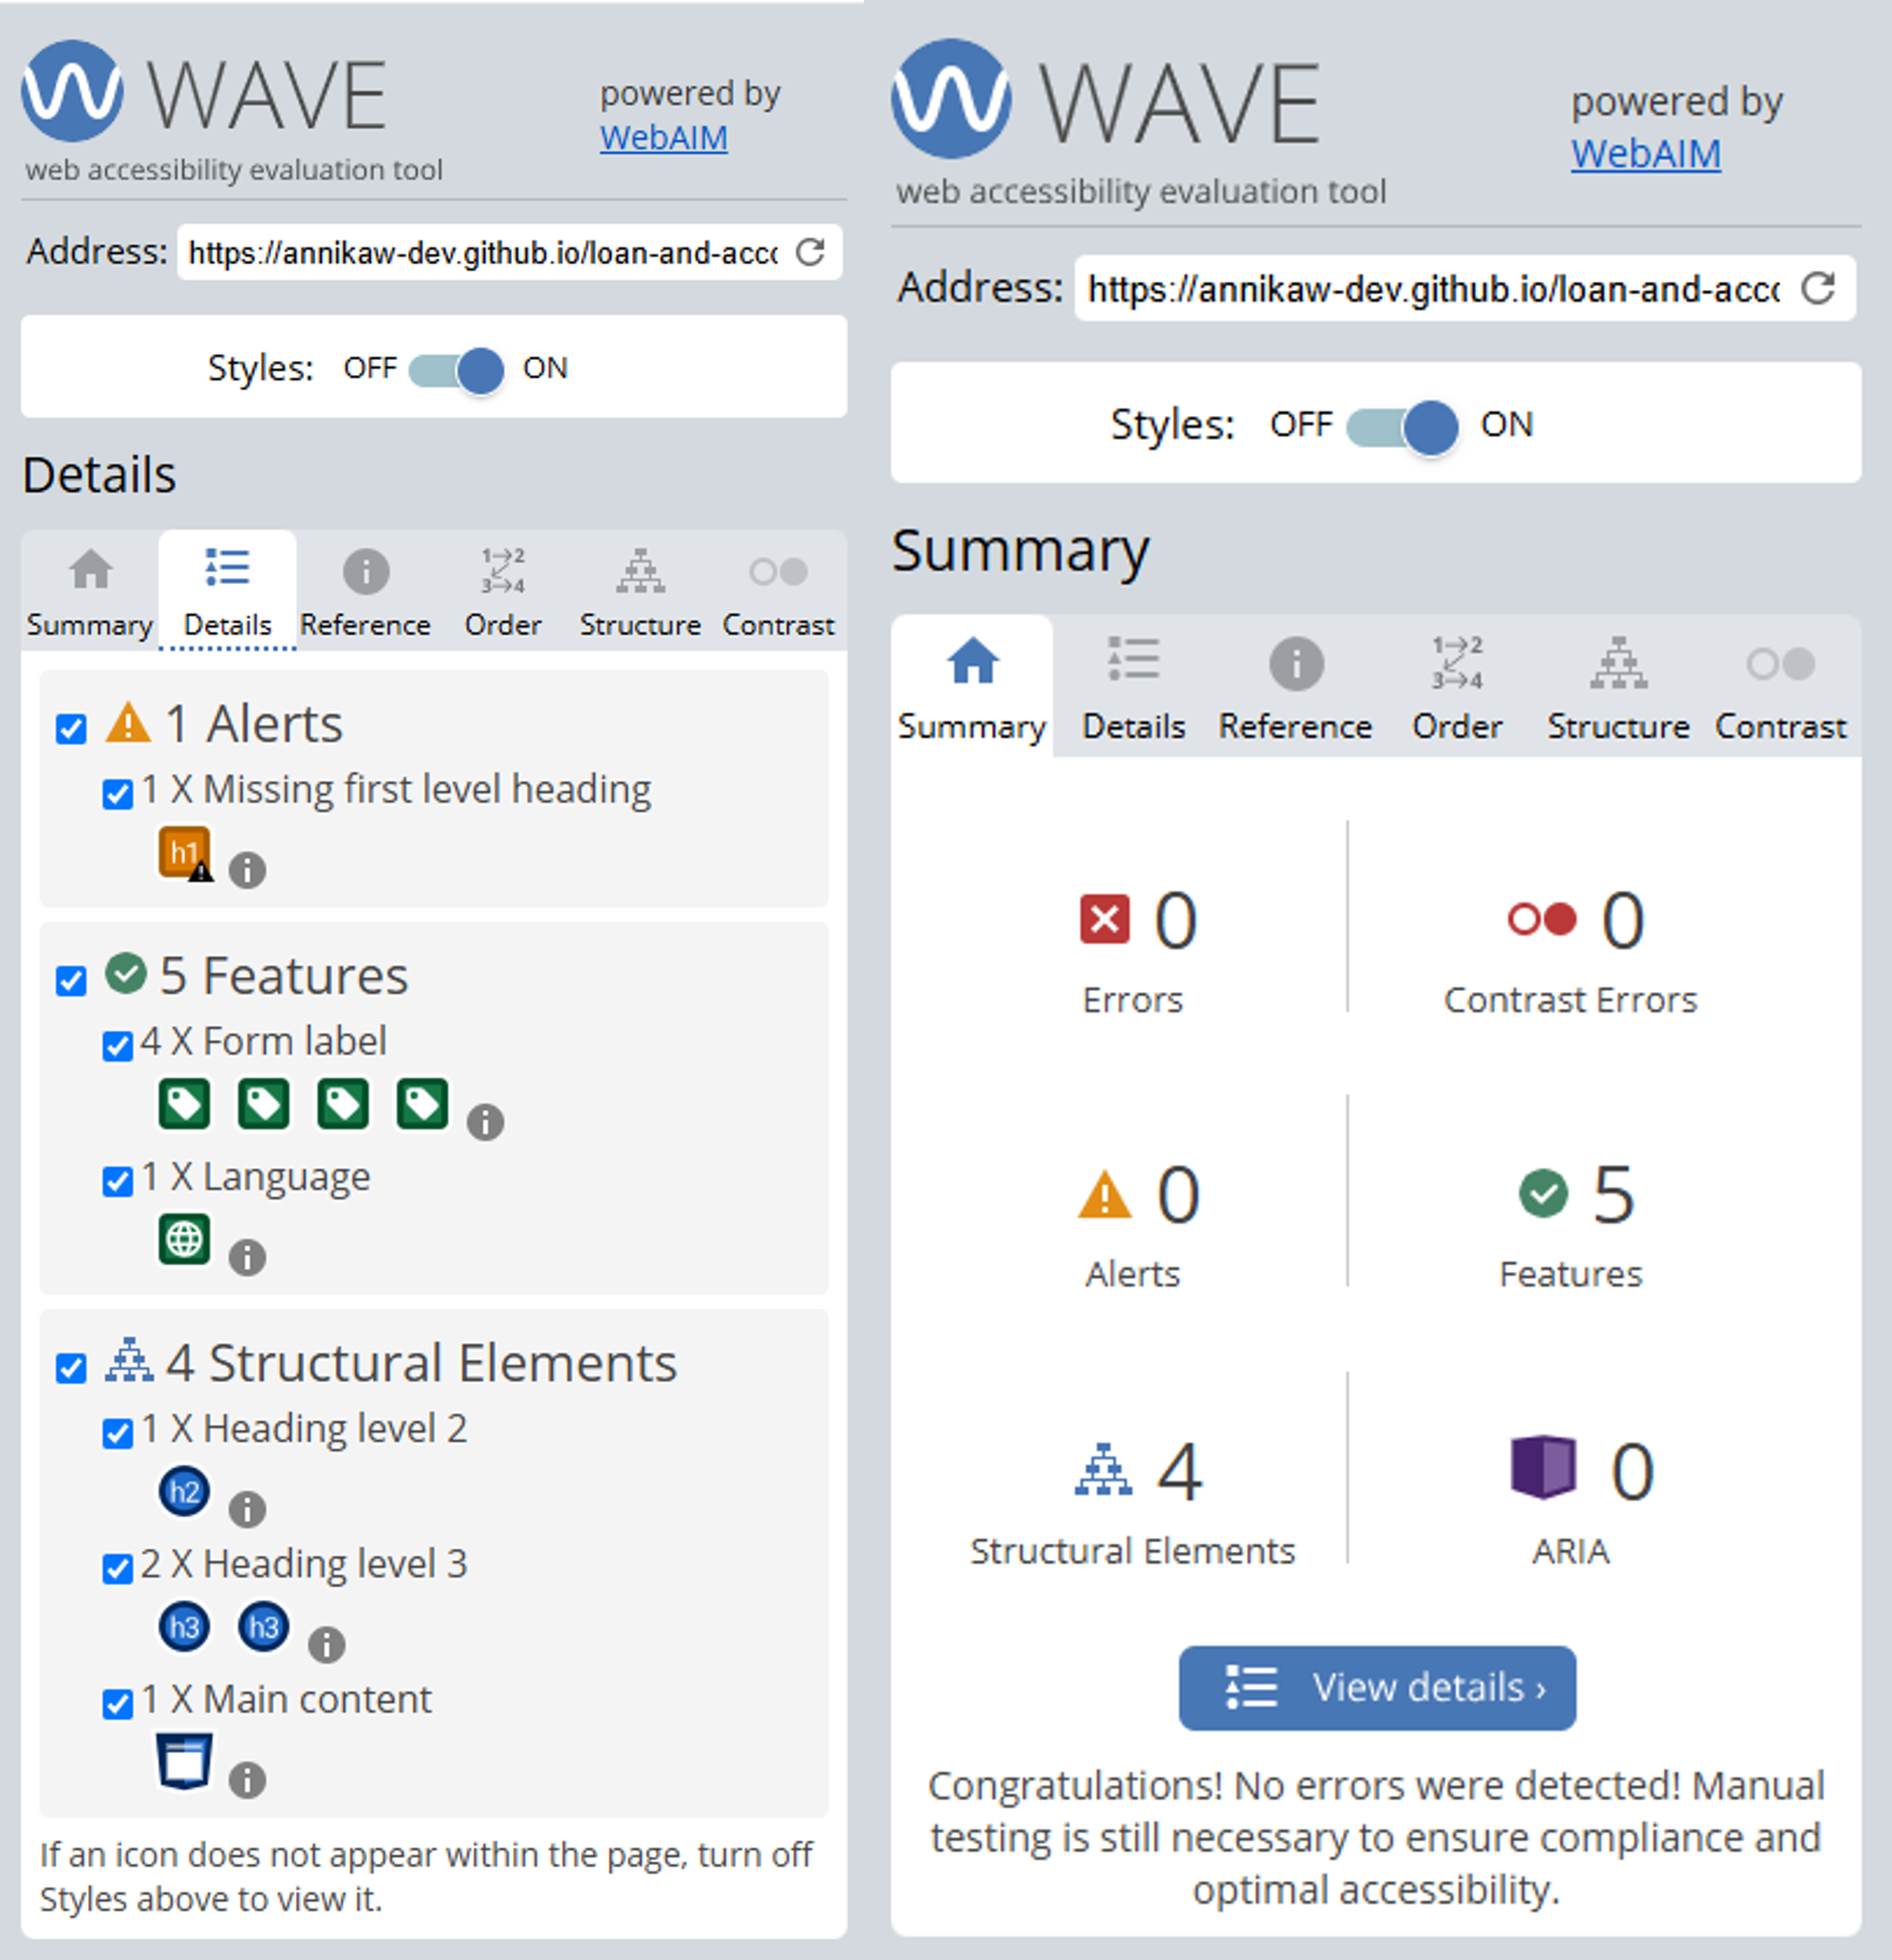 WAVE
powered by
WebAIM
web accessibility evaluation tool
Address: https://annikaw-dev.github.io/loan-and-acc
Styles: OFF ON
Details
Summary Details Reference Order Structure Contrast
1 Alerts
1 X Missing first level heading
h1
5 Features
4 X Form label
1 X Language
4 Structural Elements
1 X Heading level 2
h2
2 X Heading level 3
h3 h3
1 X Main content
If an icon does not appear within the page, turn off
Styles above to view it.
WAVE
powered by
WebAIM
web accessibility evaluation tool
Address: https://annikaw-dev.github.io/loan-and-acc
Styles: OFF ON
Summary
Summary Details Reference Order Structure Contrast
0 0
Errors Contrast Errors
0 5
Alerts Features
4 0
Structural Elements ARIA
View details ›
Congratulations! No errors were detected! Manual
testing is still necessary to ensure compliance and
optimal accessibility.